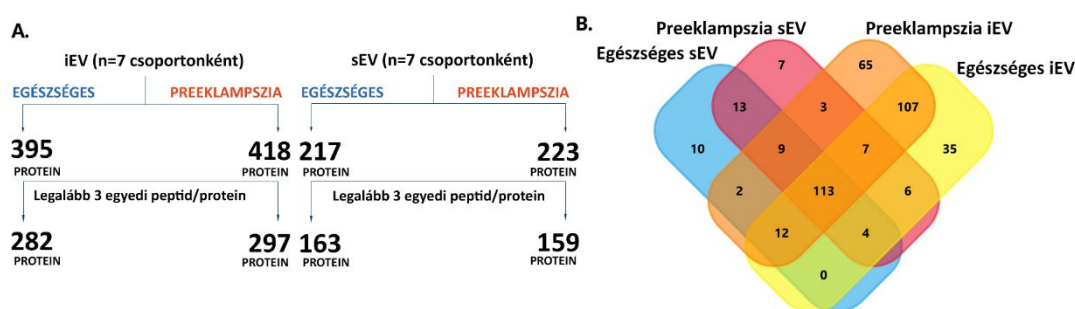 A.
iEV (n=7 csoportonként)
sEV (n=7 csoportonként)
EGÉSZSÉGES
PREEKLAMPSZIA
EGÉSZSÉGES
PREEKLAMPSZIA
395
418
217
223
PROTEIN
PROTEIN
PROTEIN
PROTEIN
Legalább 3 egyedi peptid/protein
Legalább 3 egyedi peptid/protein
282
297
163
159
PROTEIN
PROTEIN
PROTEIN
PROTEIN
B.
Preeklampszia sEV
Preeklampszia iEV
Egészséges sEV
Egészséges iEV
7
65
13
3
107
10
9
7
35
2
113
6
12
4
0